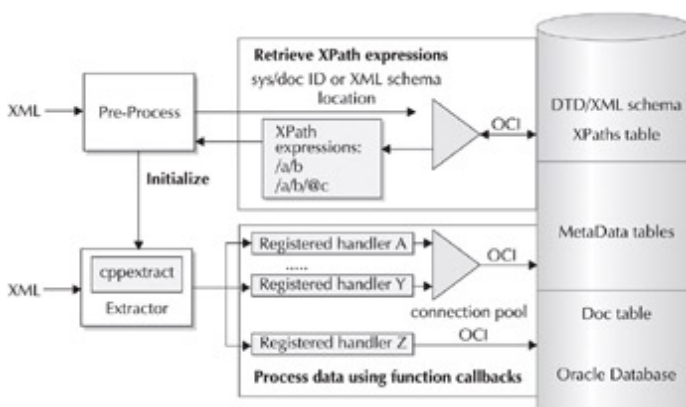 Retrieve XPath expressions
sys/doc ID or XML schema
location
XML
Pre-Process
XPath
expressions:
/a/b
/a/b/@c
OCI
DTD/XML schema
XPaths table
Initialize
Registered handler A
.....
Registered handler Y
OCI
MetaData tables
cppextract
XML
Extractor
connection pool
Registered handler Z
OCI
Doc table
Process data using function callbacks
Oracle Database